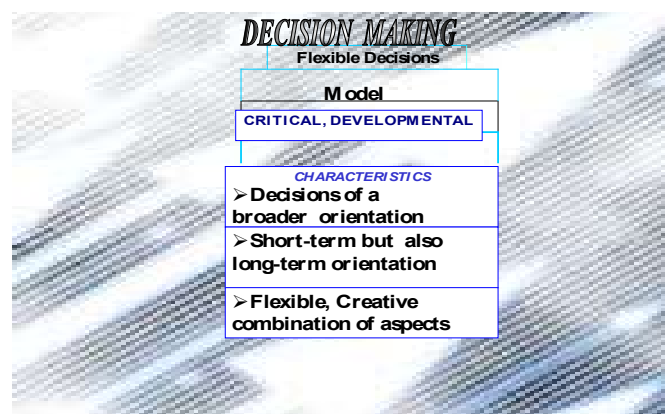 DECISION MAKING
Flexible Decisions
Model
CRITICAL, DEVELOPMENTAL
CHARACTERISTICS
➢Decisions of a
broader orientation
➢Short-term but also
long-term orientation
➢Flexible, Creative
combination of aspects